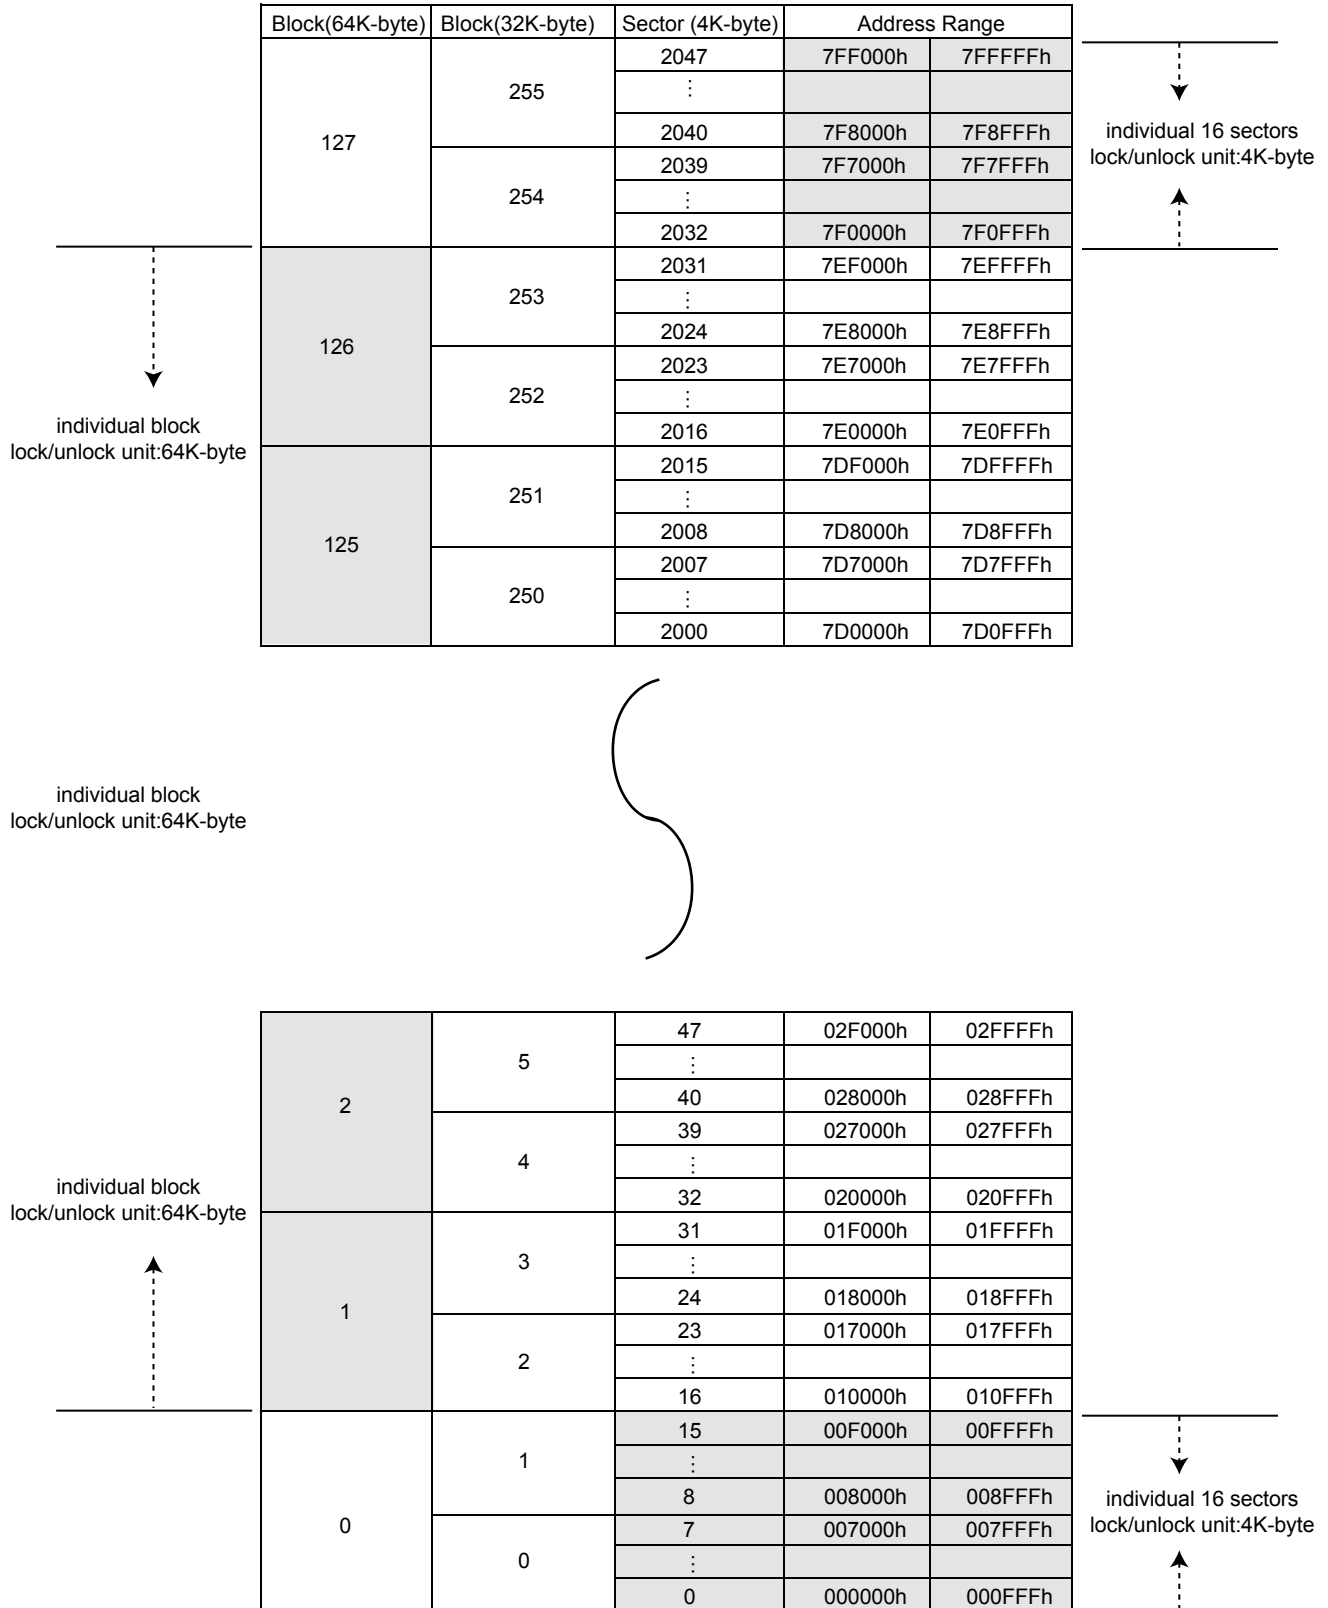 Block(64K-byte) Block(32K-byte) Sector (4K-byte) Address Range
127
255
2047 7FF000h 7FFFFFh
⋮
2040 7F8000h 7F8FFFh
254
2039 7F7000h 7F7FFFh
⋮
2032 7F0000h 7F0FFFh
individual 16 sectors
lock/unlock unit:4K-byte
126
253
2031 7EF000h 7EFFFFh
⋮
2024 7E8000h 7E8FFFh
252
2023 7E7000h 7E7FFFh
⋮
2016 7E0000h 7E0FFFh
individual block
lock/unlock unit:64K-byte
125
251
2015 7DF000h 7DFFFFh
⋮
2008 7D8000h 7D8FFFh
250
2007 7D7000h 7D7FFFh
⋮
2000 7D0000h 7D0FFFh
individual block
lock/unlock unit:64K-byte
2
5
47 02F000h 02FFFFh
⋮
40 028000h 028FFFh
4
39 027000h 027FFFh
⋮
32 020000h 020FFFh
individual block
lock/unlock unit:64K-byte
1
3
31 01F000h 01FFFFh
⋮
24 018000h 018FFFh
2
23 017000h 017FFFh
⋮
16 010000h 010FFFh
0
1
15 00F000h 00FFFFh
⋮
8 008000h 008FFFh
0
7 007000h 007FFFh
⋮
0 000000h 000FFFh
individual 16 sectors
lock/unlock unit:4K-byte